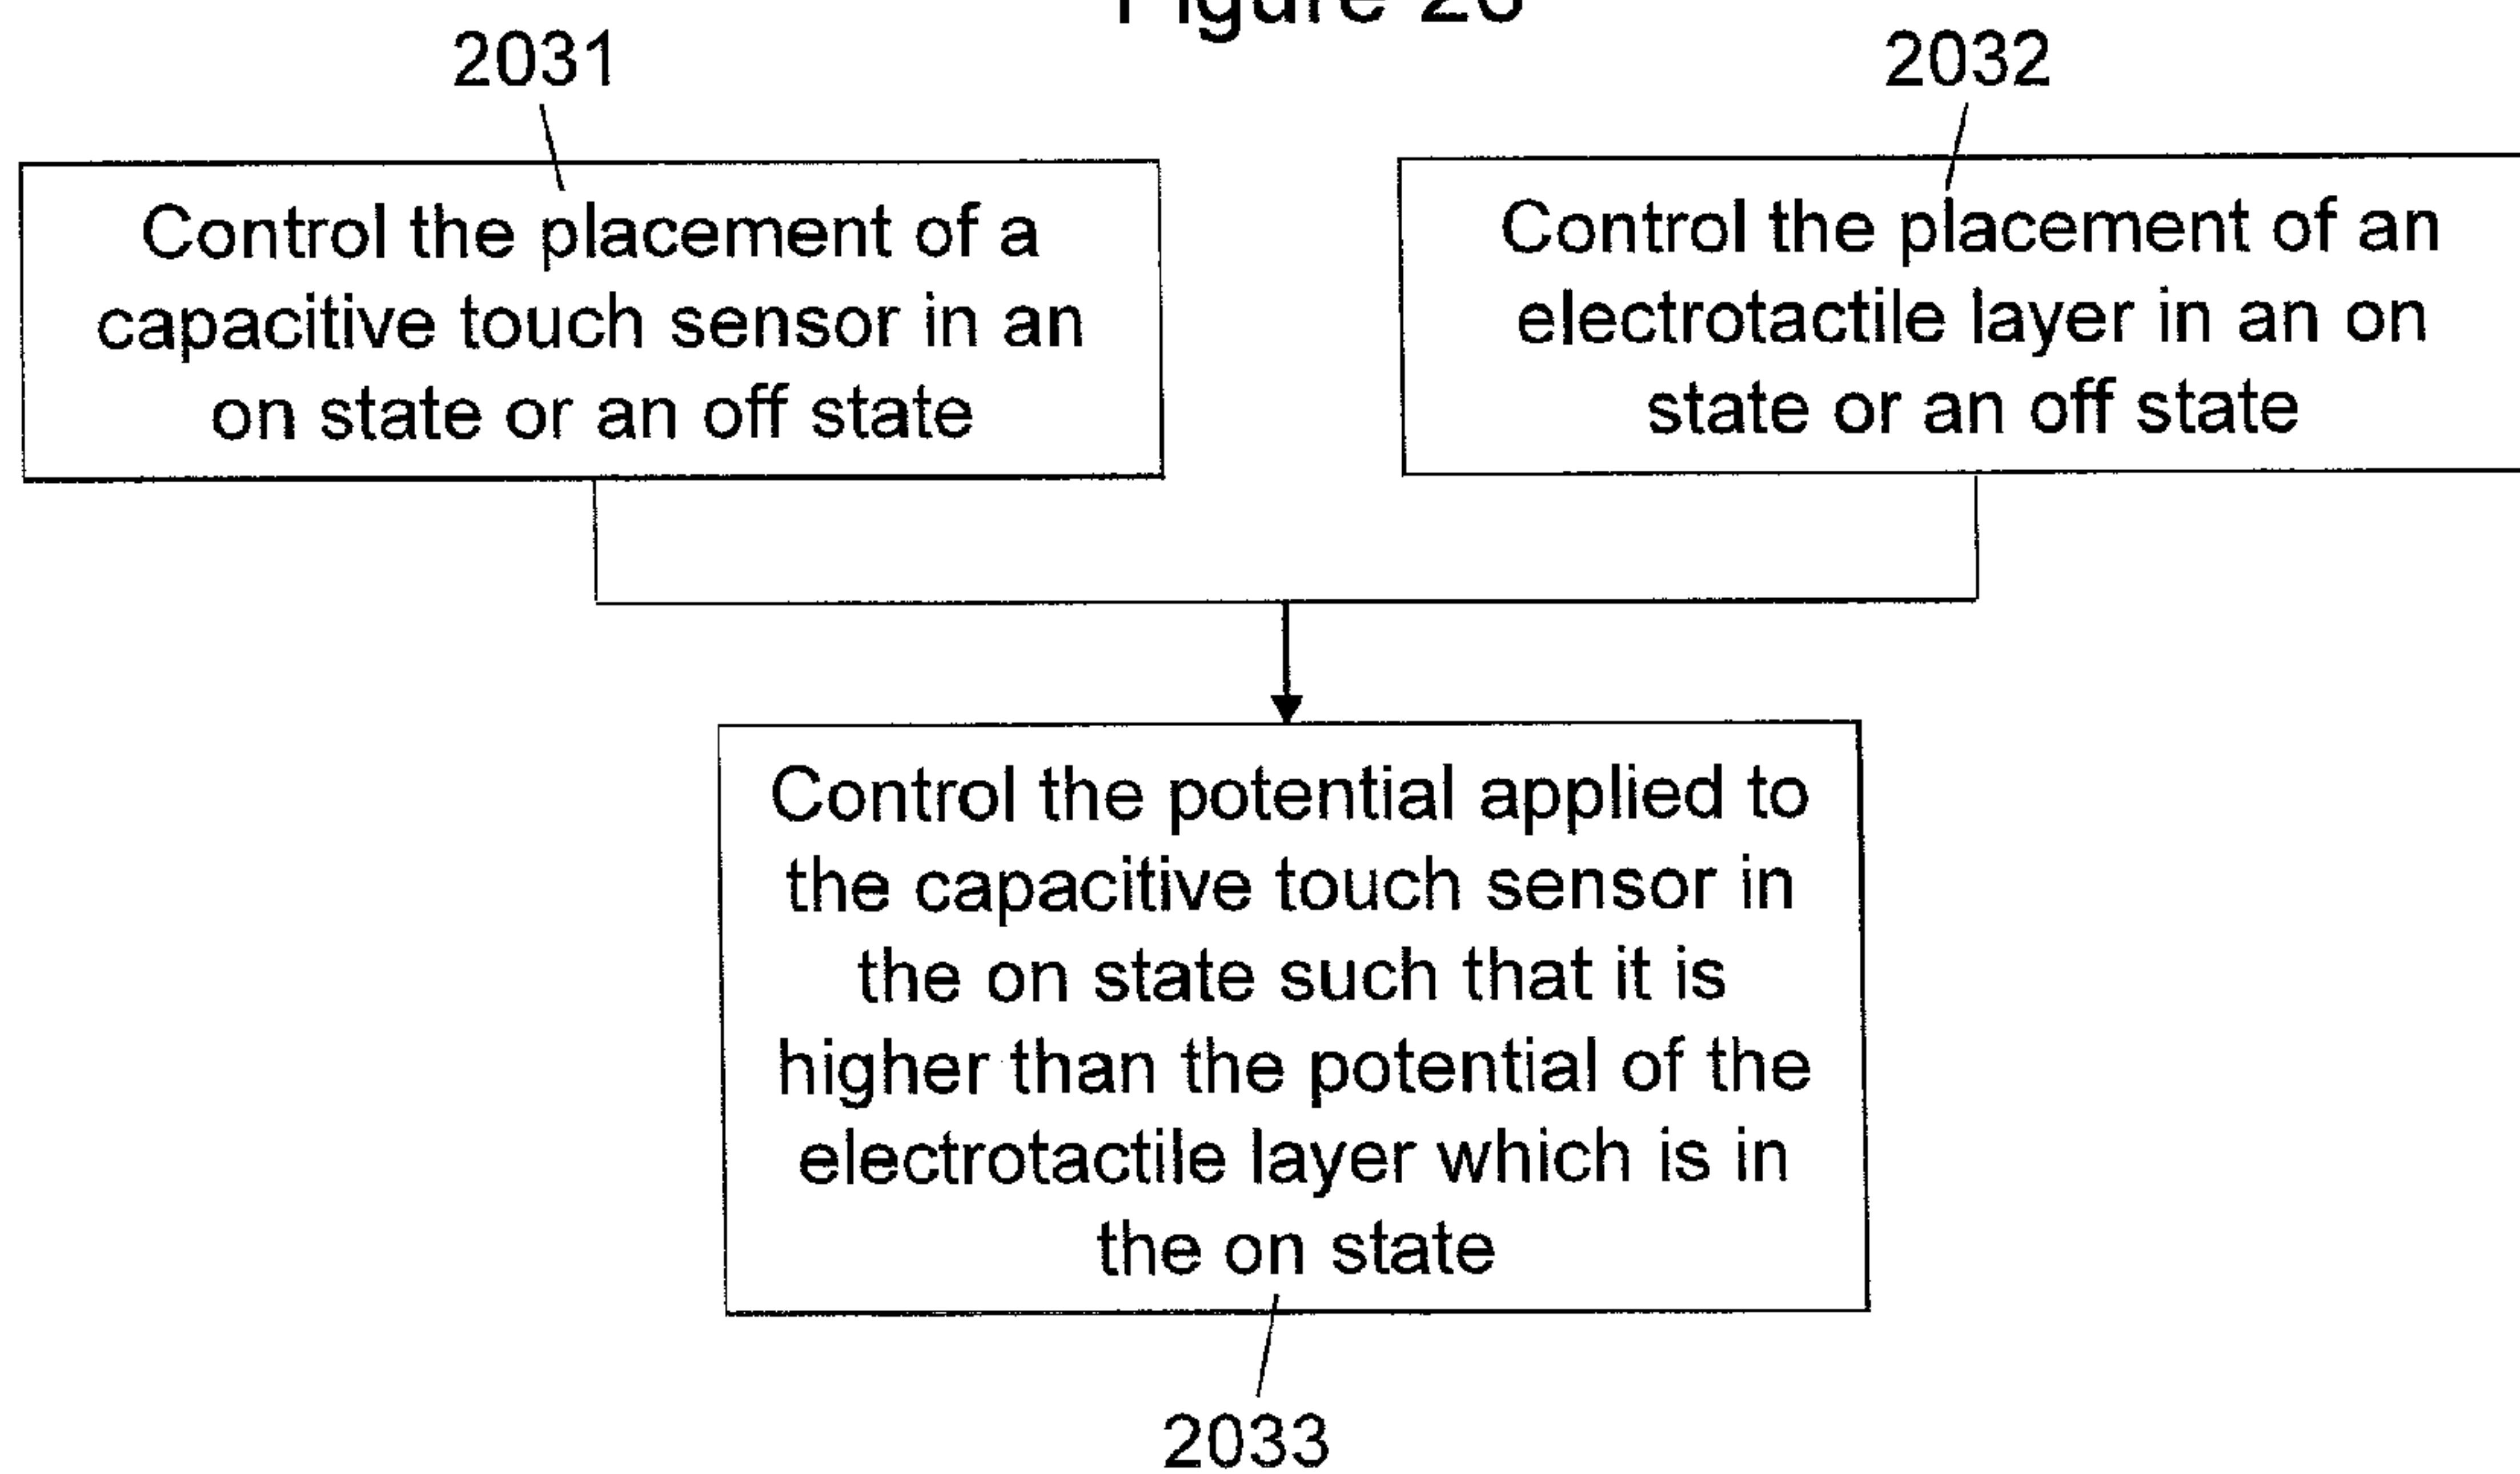 2031
2032
Control the placement of a
capacitive touch sensor in an
on state or an off state
Control the placement of an
electrotactile layer in an on
state or an off state
Control the potential applied to
the capacitive touch sensor in
the on state such that it is
higher than the potential of the
electrotactile layer which is in
the on state
2033